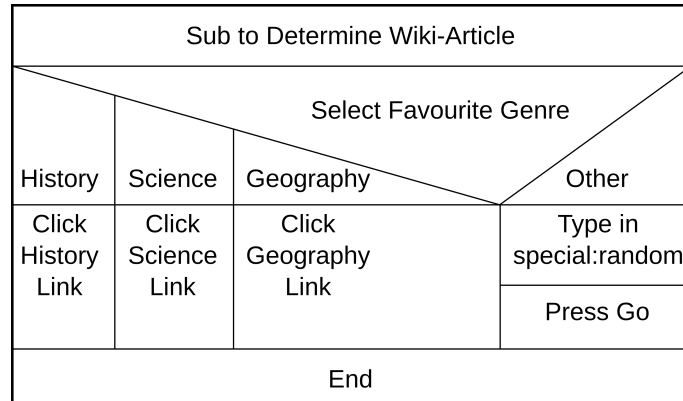 Sub to Determine Wiki-Article
Select Favourite Genre
History
Science
Geography
Other
Click
History
Link
Click
Science
Link
Click
Geography
Link
Type in
special:random
Press Go
End